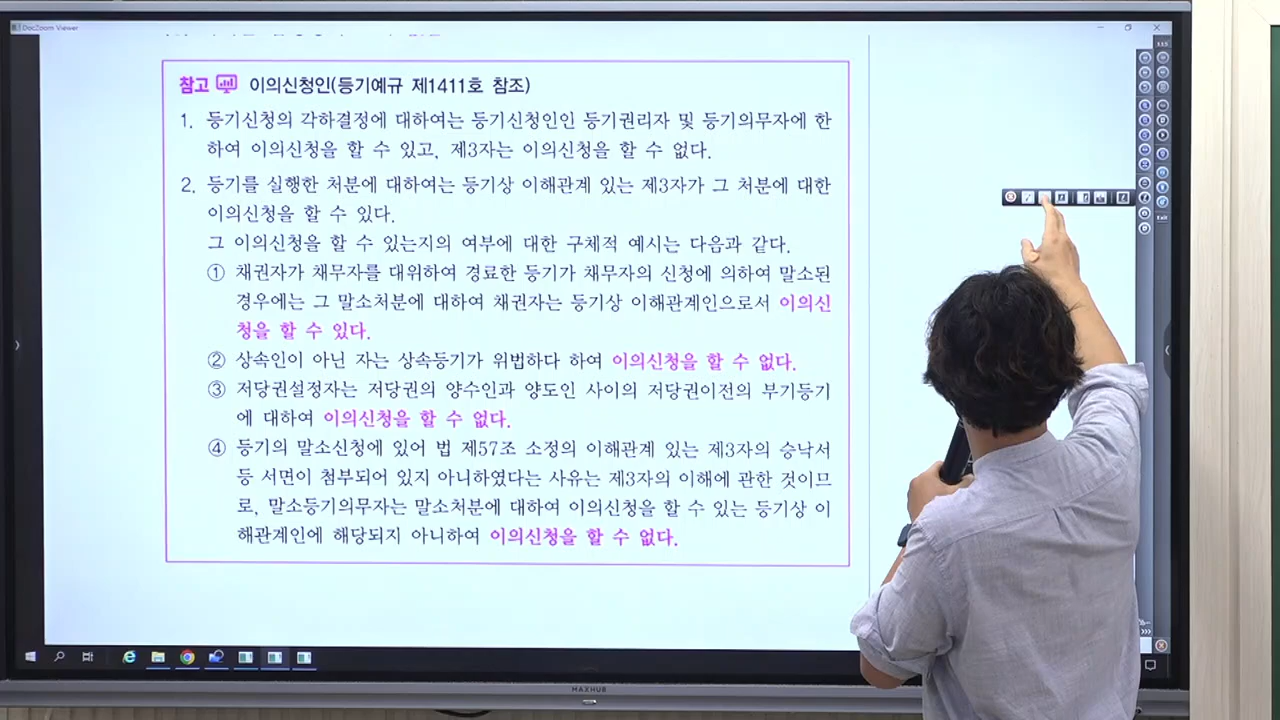 DocZoom Viewer
참고 이의신청인(등기예규 제1411호 참조)
1. 등기신청의 각하결정에 대하여는 등기신청인인 등기권리자 및 등기의무자에 한
하여 이의신청을 할 수 있고, 제3자는 이의신청을 할 수 없다.
2. 등기를 실행한 처분에 대하여는 등기상 이해관계 있는 제3자가 그 처분에 대한
이의신청을 할 수 있다.
그 이의신청을 할 수 있는지의 여부에 대한 구체적 예시는 다음과 같다.
① 채권자가 채무자를 대위하여 경료한 등기가 채무자의 신청에 의하여 말소된
경우에는 그 말소처분에 대하여 채권자는 등기상 이해관계인으로서 이의신
청을 할 수 있다.
② 상속인이 아닌 자는 상속등기가 위법하다 하여 이의신청을 할 수 없다.
③ 저당권설정자는 저당권의 양수인과 양도인 사이의 저당권이전의 부기등기
에 대하여 이의신청을 할 수 없다.
④ 등기의 말소신청에 있어 법 제57조 소정의 이해관계 있는 제3자의 승낙서
등 서면이 첨부되어 있지 아니하였다는 사유는 제3자의 이해에 관한 것이므
로, 말소등기의무자는 말소처분에 대하여 이의신청을 할 수 있는 등기상 이
해관계인에 해당되지 아니하여 이의신청을 할 수 없다.
MAXHUB